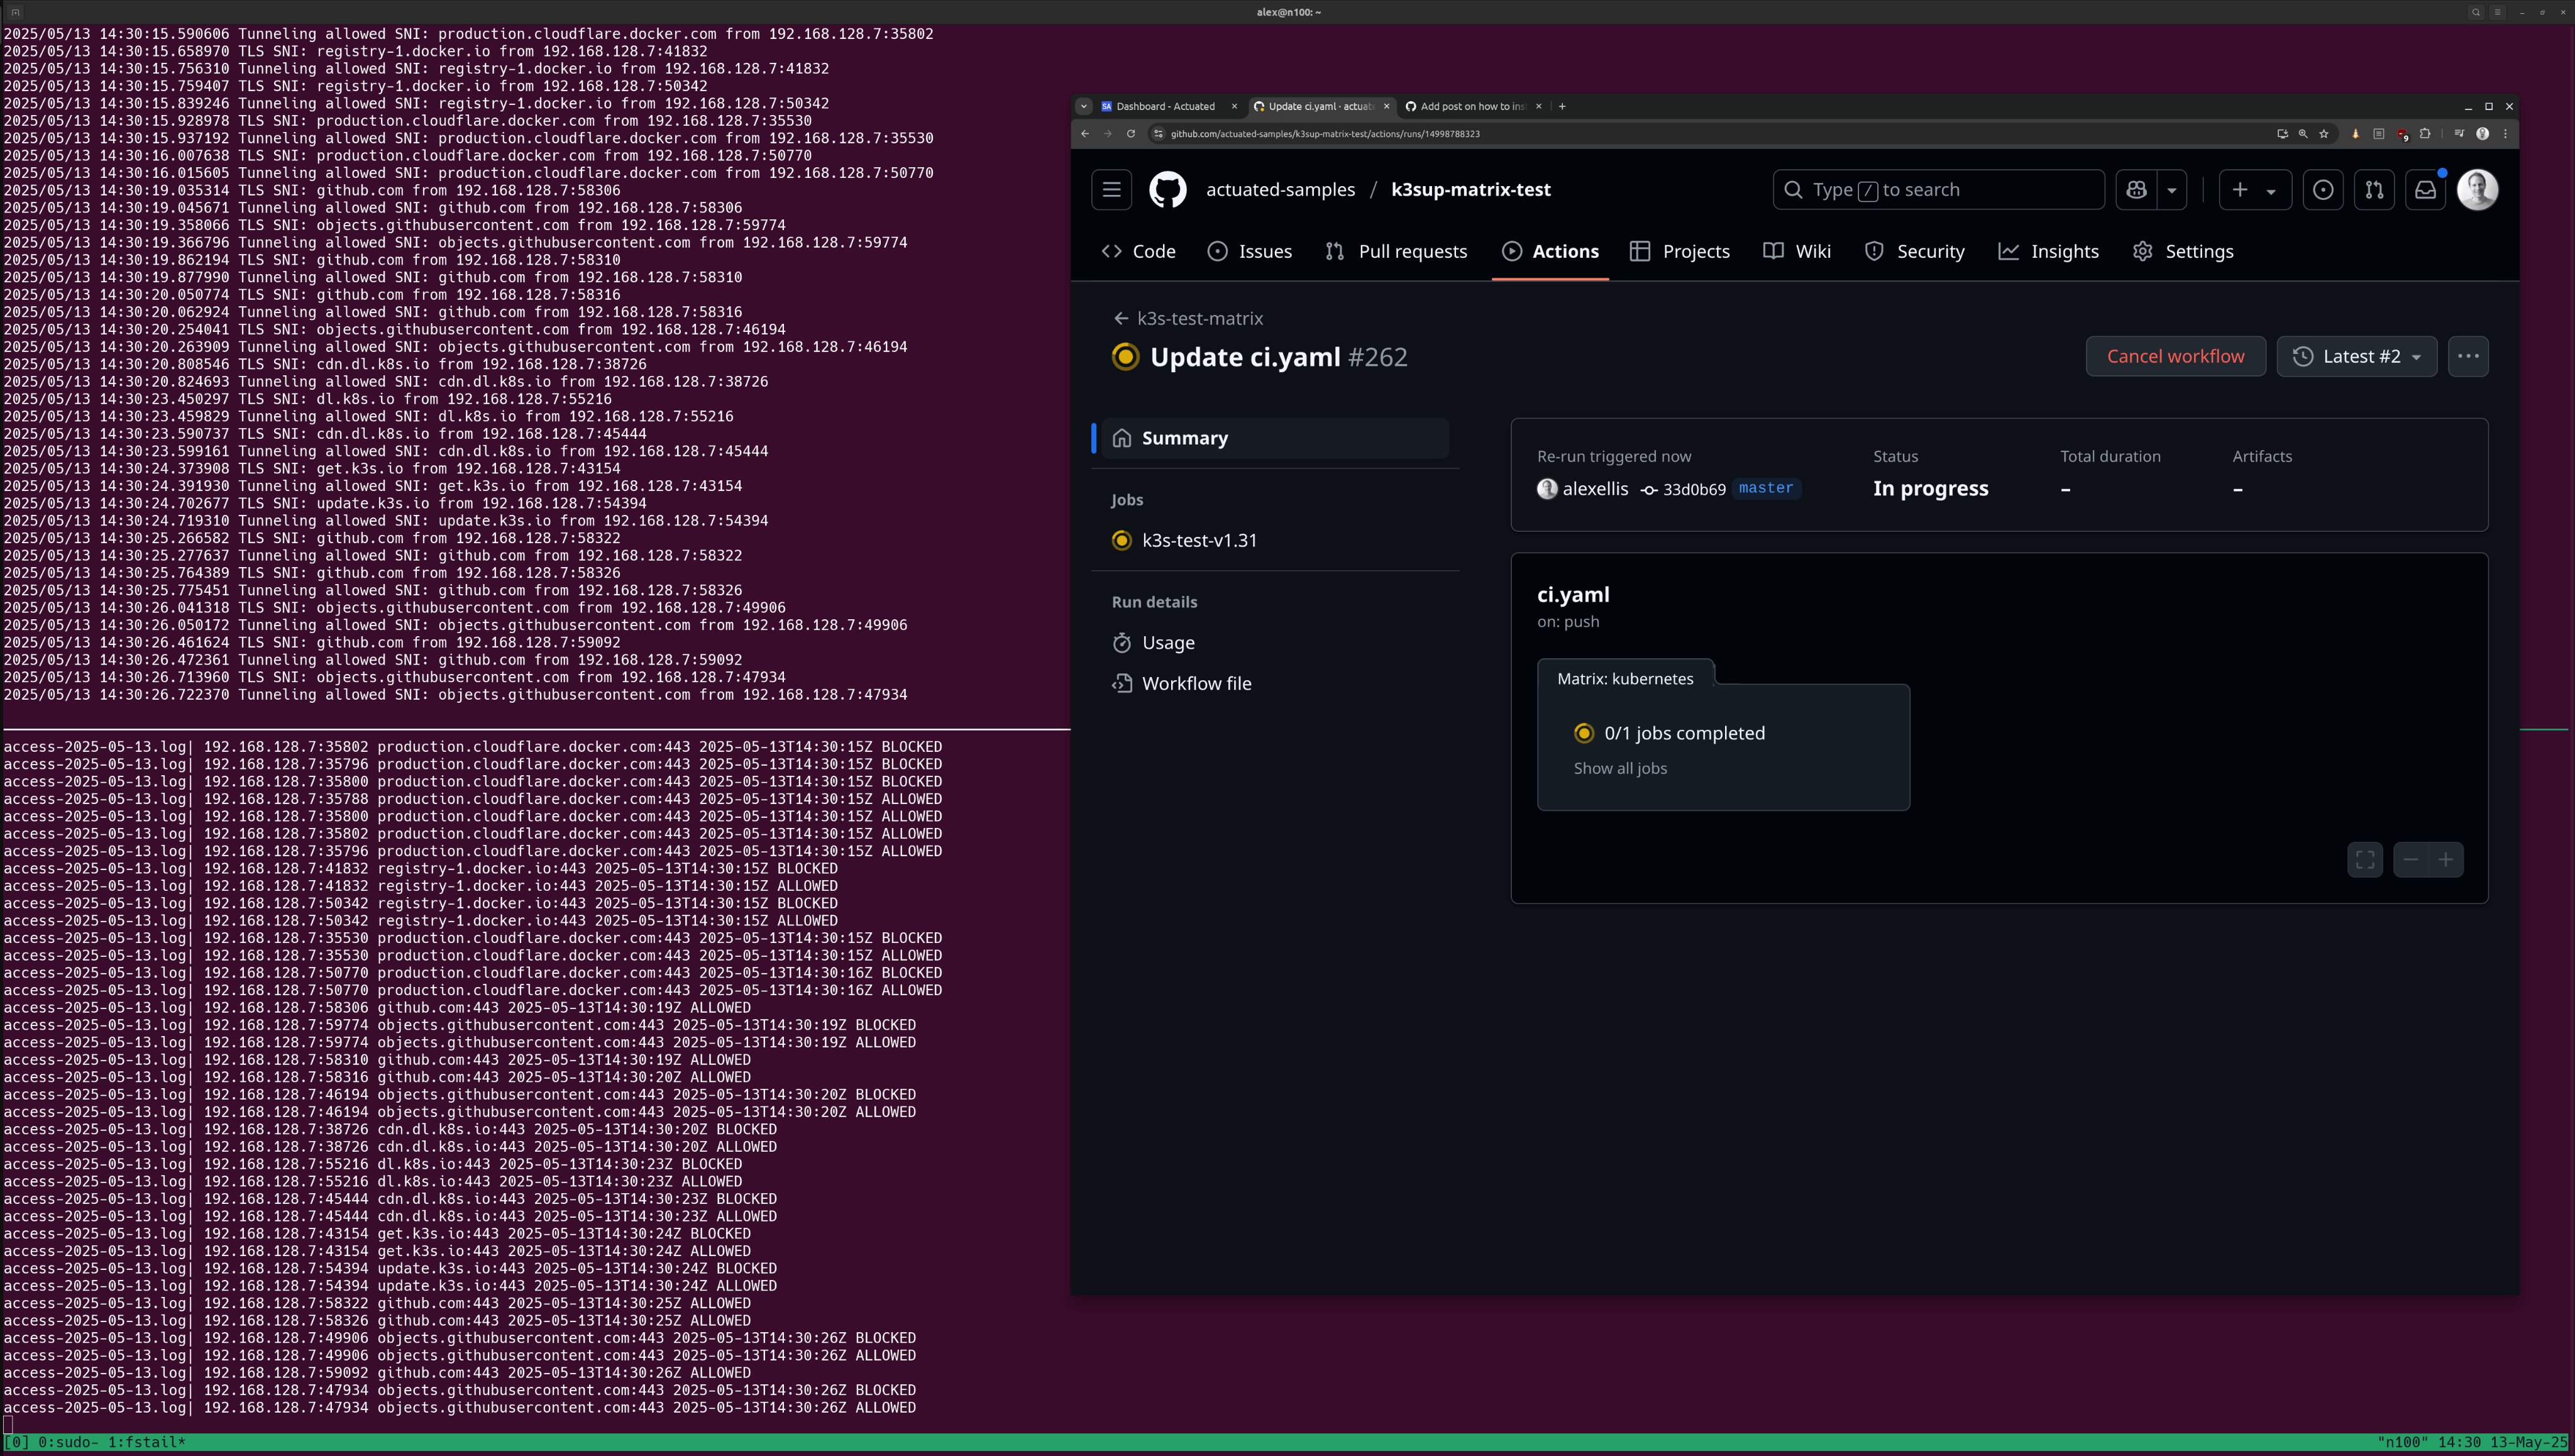 alex@n100: ~
2025/05/13 14:30:15.590606 Tunneling allowed SNI: production.cloudflare.docker.com from 192.168.128.7:35802
2025/05/13 14:30:15.658970 TLS SNI: registry-1.docker.io from 192.168.128.7:41832
2025/05/13 14:30:15.756310 Tunneling allowed SNI: registry-1.docker.io from 192.168.128.7:41832
2025/05/13 14:30:15.759407 TLS SNI: registry-1.docker.io from 192.168.128.7:50342
2025/05/13 14:30:15.839246 Tunneling allowed SNI: registry-1.docker.io from 192.168.128.7:50342
2025/05/13 14:30:15.928978 TLS SNI: production.cloudflare.docker.com from 192.168.128.7:35530
2025/05/13 14:30:15.937192 Tunneling allowed SNI: production.cloudflare.docker.com from 192.168.128.7:35530
2025/05/13 14:30:16.007638 TLS SNI: production.cloudflare.docker.com from 192.168.128.7:50770
2025/05/13 14:30:16.015605 Tunneling allowed SNI: production.cloudflare.docker.com from 192.168.128.7:50770
2025/05/13 14:30:19.035314 TLS SNI: github.com from 192.168.128.7:58306
2025/05/13 14:30:19.045671 Tunneling allowed SNI: github.com from 192.168.128.7:58306
2025/05/13 14:30:19.358066 TLS SNI: objects.githubusercontent.com from 192.168.128.7:59774
2025/05/13 14:30:19.366796 Tunneling allowed SNI: objects.githubusercontent.com from 192.168.128.7:59774
2025/05/13 14:30:19.862194 TLS SNI: github.com from 192.168.128.7:58310
2025/05/13 14:30:19.877990 Tunneling allowed SNI: github.com from 192.168.128.7:58310
2025/05/13 14:30:20.050774 TLS SNI: github.com from 192.168.128.7:58316
2025/05/13 14:30:20.062924 Tunneling allowed SNI: github.com from 192.168.128.7:58316
2025/05/13 14:30:20.254041 TLS SNI: objects.githubusercontent.com from 192.168.128.7:46194
2025/05/13 14:30:20.263909 Tunneling allowed SNI: objects.githubusercontent.com from 192.168.128.7:46194
2025/05/13 14:30:20.808546 TLS SNI: cdn.dl.k8s.io from 192.168.128.7:38726
2025/05/13 14:30:20.824693 Tunneling allowed SNI: cdn.dl.k8s.io from 192.168.128.7:38726
2025/05/13 14:30:23.450297 TLS SNI: dl.k8s.io from 192.168.128.7:55216
2025/05/13 14:30:23.459829 Tunneling allowed SNI: dl.k8s.io from 192.168.128.7:55216
2025/05/13 14:30:23.590737 TLS SNI: cdn.dl.k8s.io from 192.168.128.7:45444
2025/05/13 14:30:23.599161 Tunneling allowed SNI: cdn.dl.k8s.io from 192.168.128.7:45444
2025/05/13 14:30:24.373908 TLS SNI: get.k3s.io from 192.168.128.7:43154
2025/05/13 14:30:24.391930 Tunneling allowed SNI: get.k3s.io from 192.168.128.7:43154
2025/05/13 14:30:24.702677 TLS SNI: update.k3s.io from 192.168.128.7:54394
2025/05/13 14:30:24.719310 Tunneling allowed SNI: update.k3s.io from 192.168.128.7:54394
2025/05/13 14:30:25.266582 TLS SNI: github.com from 192.168.128.7:58322
2025/05/13 14:30:25.277637 Tunneling allowed SNI: github.com from 192.168.128.7:58322
2025/05/13 14:30:25.764389 TLS SNI: github.com from 192.168.128.7:58326
2025/05/13 14:30:25.775451 Tunneling allowed SNI: github.com from 192.168.128.7:58326
2025/05/13 14:30:26.041318 TLS SNI: objects.githubusercontent.com from 192.168.128.7:49906
2025/05/13 14:30:26.050172 Tunneling allowed SNI: objects.githubusercontent.com from 192.168.128.7:49906
2025/05/13 14:30:26.461624 TLS SNI: github.com from 192.168.128.7:59092
2025/05/13 14:30:26.472361 Tunneling allowed SNI: github.com from 192.168.128.7:59092
2025/05/13 14:30:26.713960 TLS SNI: objects.githubusercontent.com from 192.168.128.7:47934
2025/05/13 14:30:26.722370 Tunneling allowed SNI: objects.githubusercontent.com from 192.168.128.7:47934
access-2025-05-13.log| 192.168.128.7:35802 production.cloudflare.docker.com:443 2025-05-13T14:30:15Z BLOCKED
access-2025-05-13.log| 192.168.128.7:35796 production.cloudflare.docker.com:443 2025-05-13T14:30:15Z BLOCKED
access-2025-05-13.log| 192.168.128.7:35800 production.cloudflare.docker.com:443 2025-05-13T14:30:15Z BLOCKED
access-2025-05-13.log| 192.168.128.7:35788 production.cloudflare.docker.com:443 2025-05-13T14:30:15Z ALLOWED
access-2025-05-13.log| 192.168.128.7:35800 production.cloudflare.docker.com:443 2025-05-13T14:30:15Z ALLOWED
access-2025-05-13.log| 192.168.128.7:35802 production.cloudflare.docker.com:443 2025-05-13T14:30:15Z ALLOWED
access-2025-05-13.log| 192.168.128.7:35796 production.cloudflare.docker.com:443 2025-05-13T14:30:15Z ALLOWED
access-2025-05-13.log| 192.168.128.7:41832 registry-1.docker.io:443 2025-05-13T14:30:15Z BLOCKED
access-2025-05-13.log| 192.168.128.7:41832 registry-1.docker.io:443 2025-05-13T14:30:15Z ALLOWED
access-2025-05-13.log| 192.168.128.7:50342 registry-1.docker.io:443 2025-05-13T14:30:15Z BLOCKED
access-2025-05-13.log| 192.168.128.7:50342 registry-1.docker.io:443 2025-05-13T14:30:15Z ALLOWED
access-2025-05-13.log| 192.168.128.7:35530 production.cloudflare.docker.com:443 2025-05-13T14:30:15Z BLOCKED
access-2025-05-13.log| 192.168.128.7:35530 production.cloudflare.docker.com:443 2025-05-13T14:30:15Z ALLOWED
access-2025-05-13.log| 192.168.128.7:50770 production.cloudflare.docker.com:443 2025-05-13T14:30:16Z BLOCKED
access-2025-05-13.log| 192.168.128.7:50770 production.cloudflare.docker.com:443 2025-05-13T14:30:16Z ALLOWED
access-2025-05-13.log| 192.168.128.7:58306 github.com:443 2025-05-13T14:30:19Z ALLOWED
access-2025-05-13.log| 192.168.128.7:59774 objects.githubusercontent.com:443 2025-05-13T14:30:19Z BLOCKED
access-2025-05-13.log| 192.168.128.7:59774 objects.githubusercontent.com:443 2025-05-13T14:30:19Z ALLOWED
access-2025-05-13.log| 192.168.128.7:58310 github.com:443 2025-05-13T14:30:19Z ALLOWED
access-2025-05-13.log| 192.168.128.7:58316 github.com:443 2025-05-13T14:30:20Z ALLOWED
access-2025-05-13.log| 192.168.128.7:46194 objects.githubusercontent.com:443 2025-05-13T14:30:20Z BLOCKED
access-2025-05-13.log| 192.168.128.7:46194 objects.githubusercontent.com:443 2025-05-13T14:30:20Z ALLOWED
access-2025-05-13.log| 192.168.128.7:38726 cdn.dl.k8s.io:443 2025-05-13T14:30:20Z BLOCKED
access-2025-05-13.log| 192.168.128.7:38726 cdn.dl.k8s.io:443 2025-05-13T14:30:20Z ALLOWED
access-2025-05-13.log| 192.168.128.7:55216 dl.k8s.io:443 2025-05-13T14:30:23Z BLOCKED
access-2025-05-13.log| 192.168.128.7:55216 dl.k8s.io:443 2025-05-13T14:30:23Z ALLOWED
access-2025-05-13.log| 192.168.128.7:45444 cdn.dl.k8s.io:443 2025-05-13T14:30:23Z BLOCKED
access-2025-05-13.log| 192.168.128.7:45444 cdn.dl.k8s.io:443 2025-05-13T14:30:23Z ALLOWED
access-2025-05-13.log| 192.168.128.7:43154 get.k3s.io:443 2025-05-13T14:30:24Z BLOCKED
access-2025-05-13.log| 192.168.128.7:43154 get.k3s.io:443 2025-05-13T14:30:24Z ALLOWED
access-2025-05-13.log| 192.168.128.7:54394 update.k3s.io:443 2025-05-13T14:30:24Z BLOCKED
access-2025-05-13.log| 192.168.128.7:54394 update.k3s.io:443 2025-05-13T14:30:24Z ALLOWED
access-2025-05-13.log| 192.168.128.7:58322 github.com:443 2025-05-13T14:30:25Z ALLOWED
access-2025-05-13.log| 192.168.128.7:58326 github.com:443 2025-05-13T14:30:25Z ALLOWED
access-2025-05-13.log| 192.168.128.7:49906 objects.githubusercontent.com:443 2025-05-13T14:30:26Z BLOCKED
access-2025-05-13.log| 192.168.128.7:49906 objects.githubusercontent.com:443 2025-05-13T14:30:26Z ALLOWED
access-2025-05-13.log| 192.168.128.7:59092 github.com:443 2025-05-13T14:30:26Z ALLOWED
access-2025-05-13.log| 192.168.128.7:47934 objects.githubusercontent.com:443 2025-05-13T14:30:26Z BLOCKED
access-2025-05-13.log| 192.168.128.7:47934 objects.githubusercontent.com:443 2025-05-13T14:30:26Z ALLOWED
[0] 0:sudo- 1:fstail* "n100" 14:30 13-May-25
SA Dashboard - Actuated Update ci.yaml · actuate Add post on how to ins
github.com/actuated-samples/k3sup-matrix-test/actions/runs/14998788323 9
actuated-samples / k3sup-matrix-test Type / to search
Code Issues Pull requests Actions Projects Wiki Security Insights Settings
k3s-test-matrix
Update ci.yaml #262 Cancel workflow Latest #2
Summary
Jobs
k3s-test-v1.31
Run details
Usage
Workflow file
Re-run triggered now Status Total duration Artifacts
alexellis 33d0b69 master In progress – –
ci.yaml
on: push
Matrix: kubernetes
0/1 jobs completed
Show all jobs